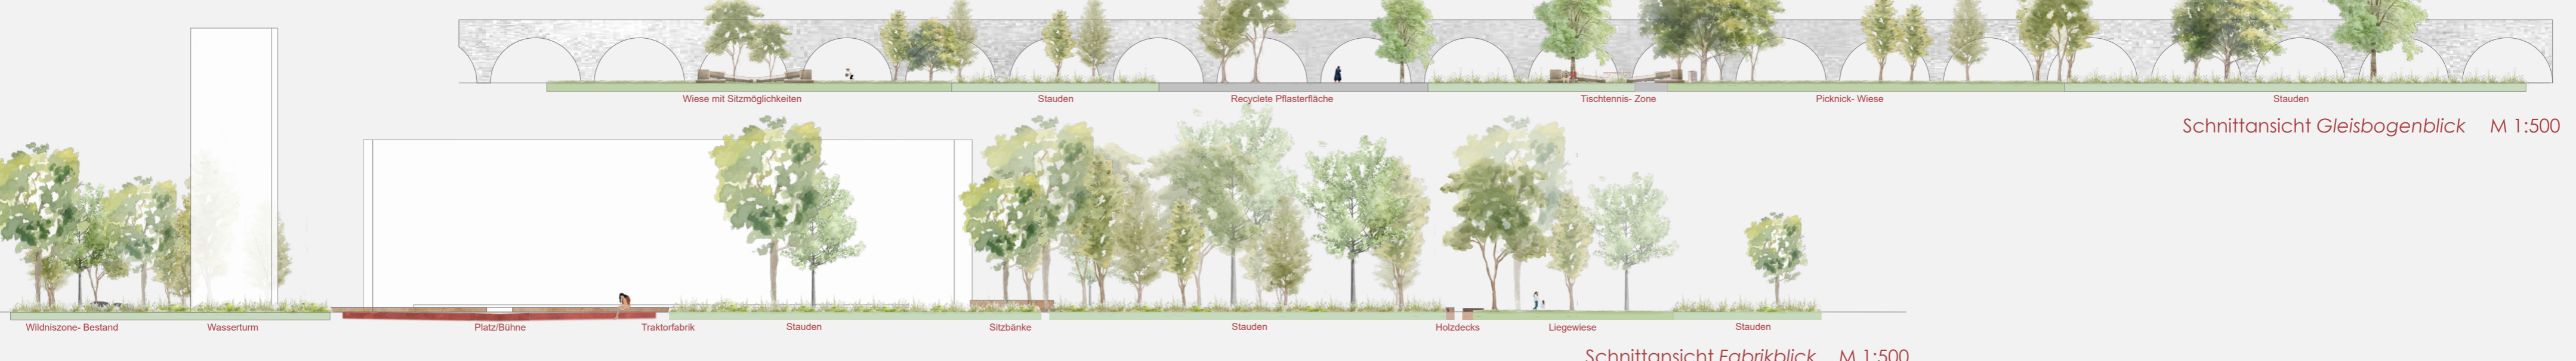 Wiese mit Sitzmöglichkeiten
Stauden
Recyclete Pflasterfläche
Tischtennis- Zone
Picknick- Wiese
Stauden
Schnittansicht Gleisbogenblick M 1:500
Wildniszone- Bestand
Wasserturm
Platz/Bühne
Traktorfabrik
Stauden
Sitzbänke
Stauden
Holzdecks
Liegewiese
Stauden
Schnittansicht Fabrikblick M 1:500